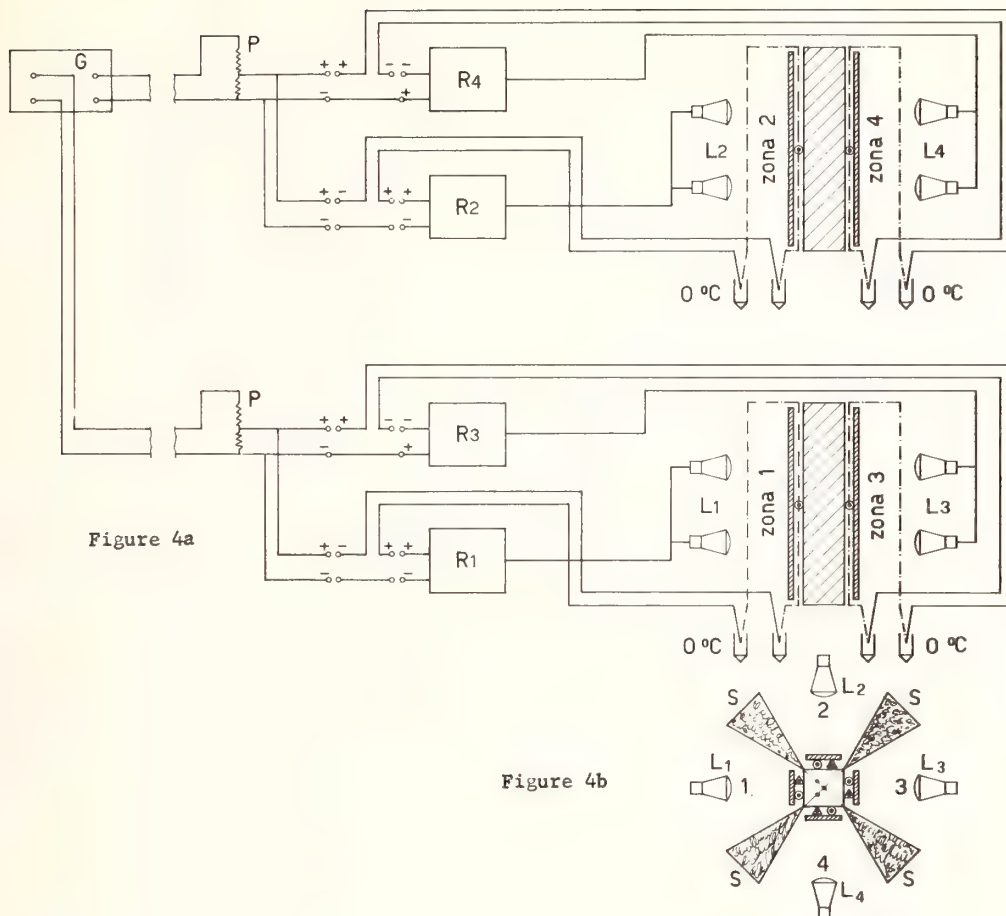 G
P
+ + - -
R4
- +
L2
zona 2
zona 4
L4
+ - + +
R2
- -
0 ºC
0 ºC
P
+ + - -
R3
- +
L1
zona 1
zona 3
L3
Figure 4a
+ - + +
R1
- -
0 ºC
0 ºC
L2
2
S
S
L1
1
3
L3
Figure 4b
S
S
4
L4